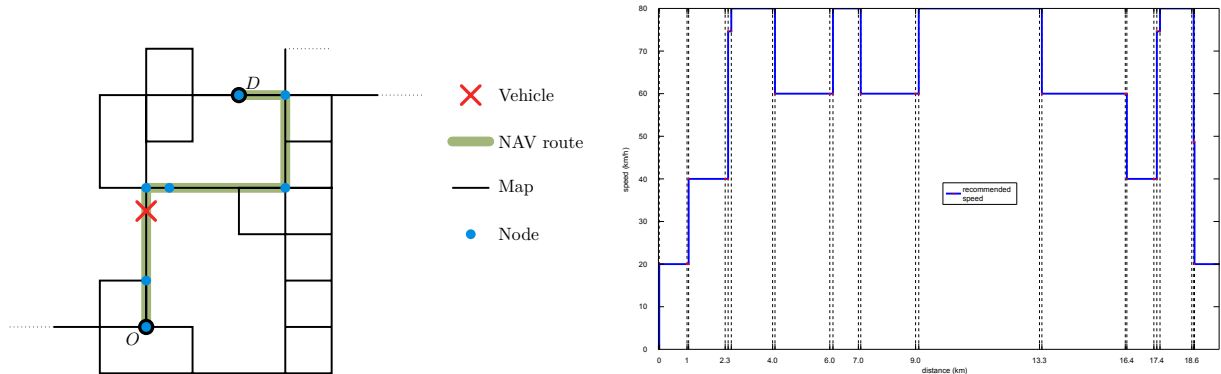 D
O
Vehicle
NAV route
Map
Node
80
70
60
50
40
30
20
10
0
speed (km/h)
recommended
speed
0 1 2.3 4.0 6.0 7.0 9.0 13.3 16.4 17.4 18.6
distance (km)